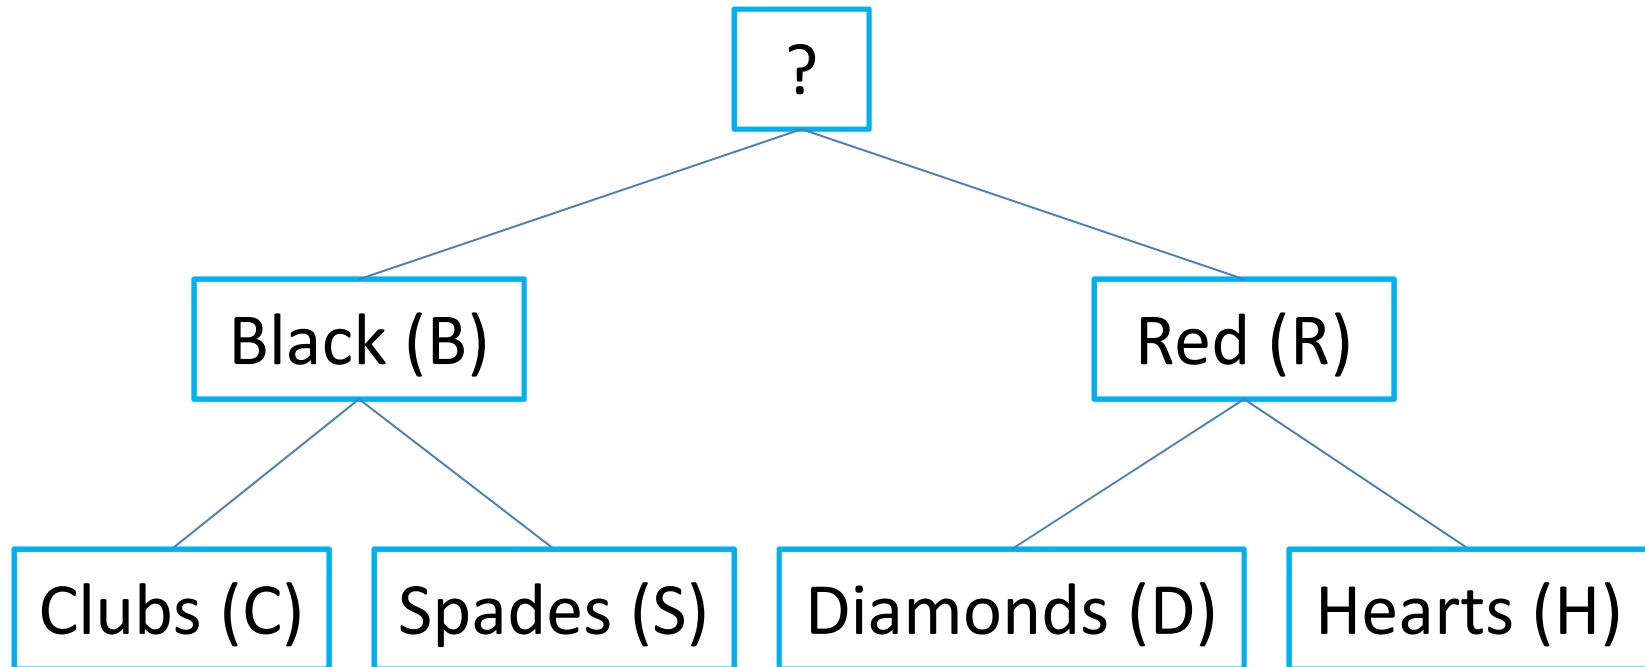 ?
Black (B)
Red (R)
Clubs (C)
Spades (S)
Diamonds (D)
Hearts (H)